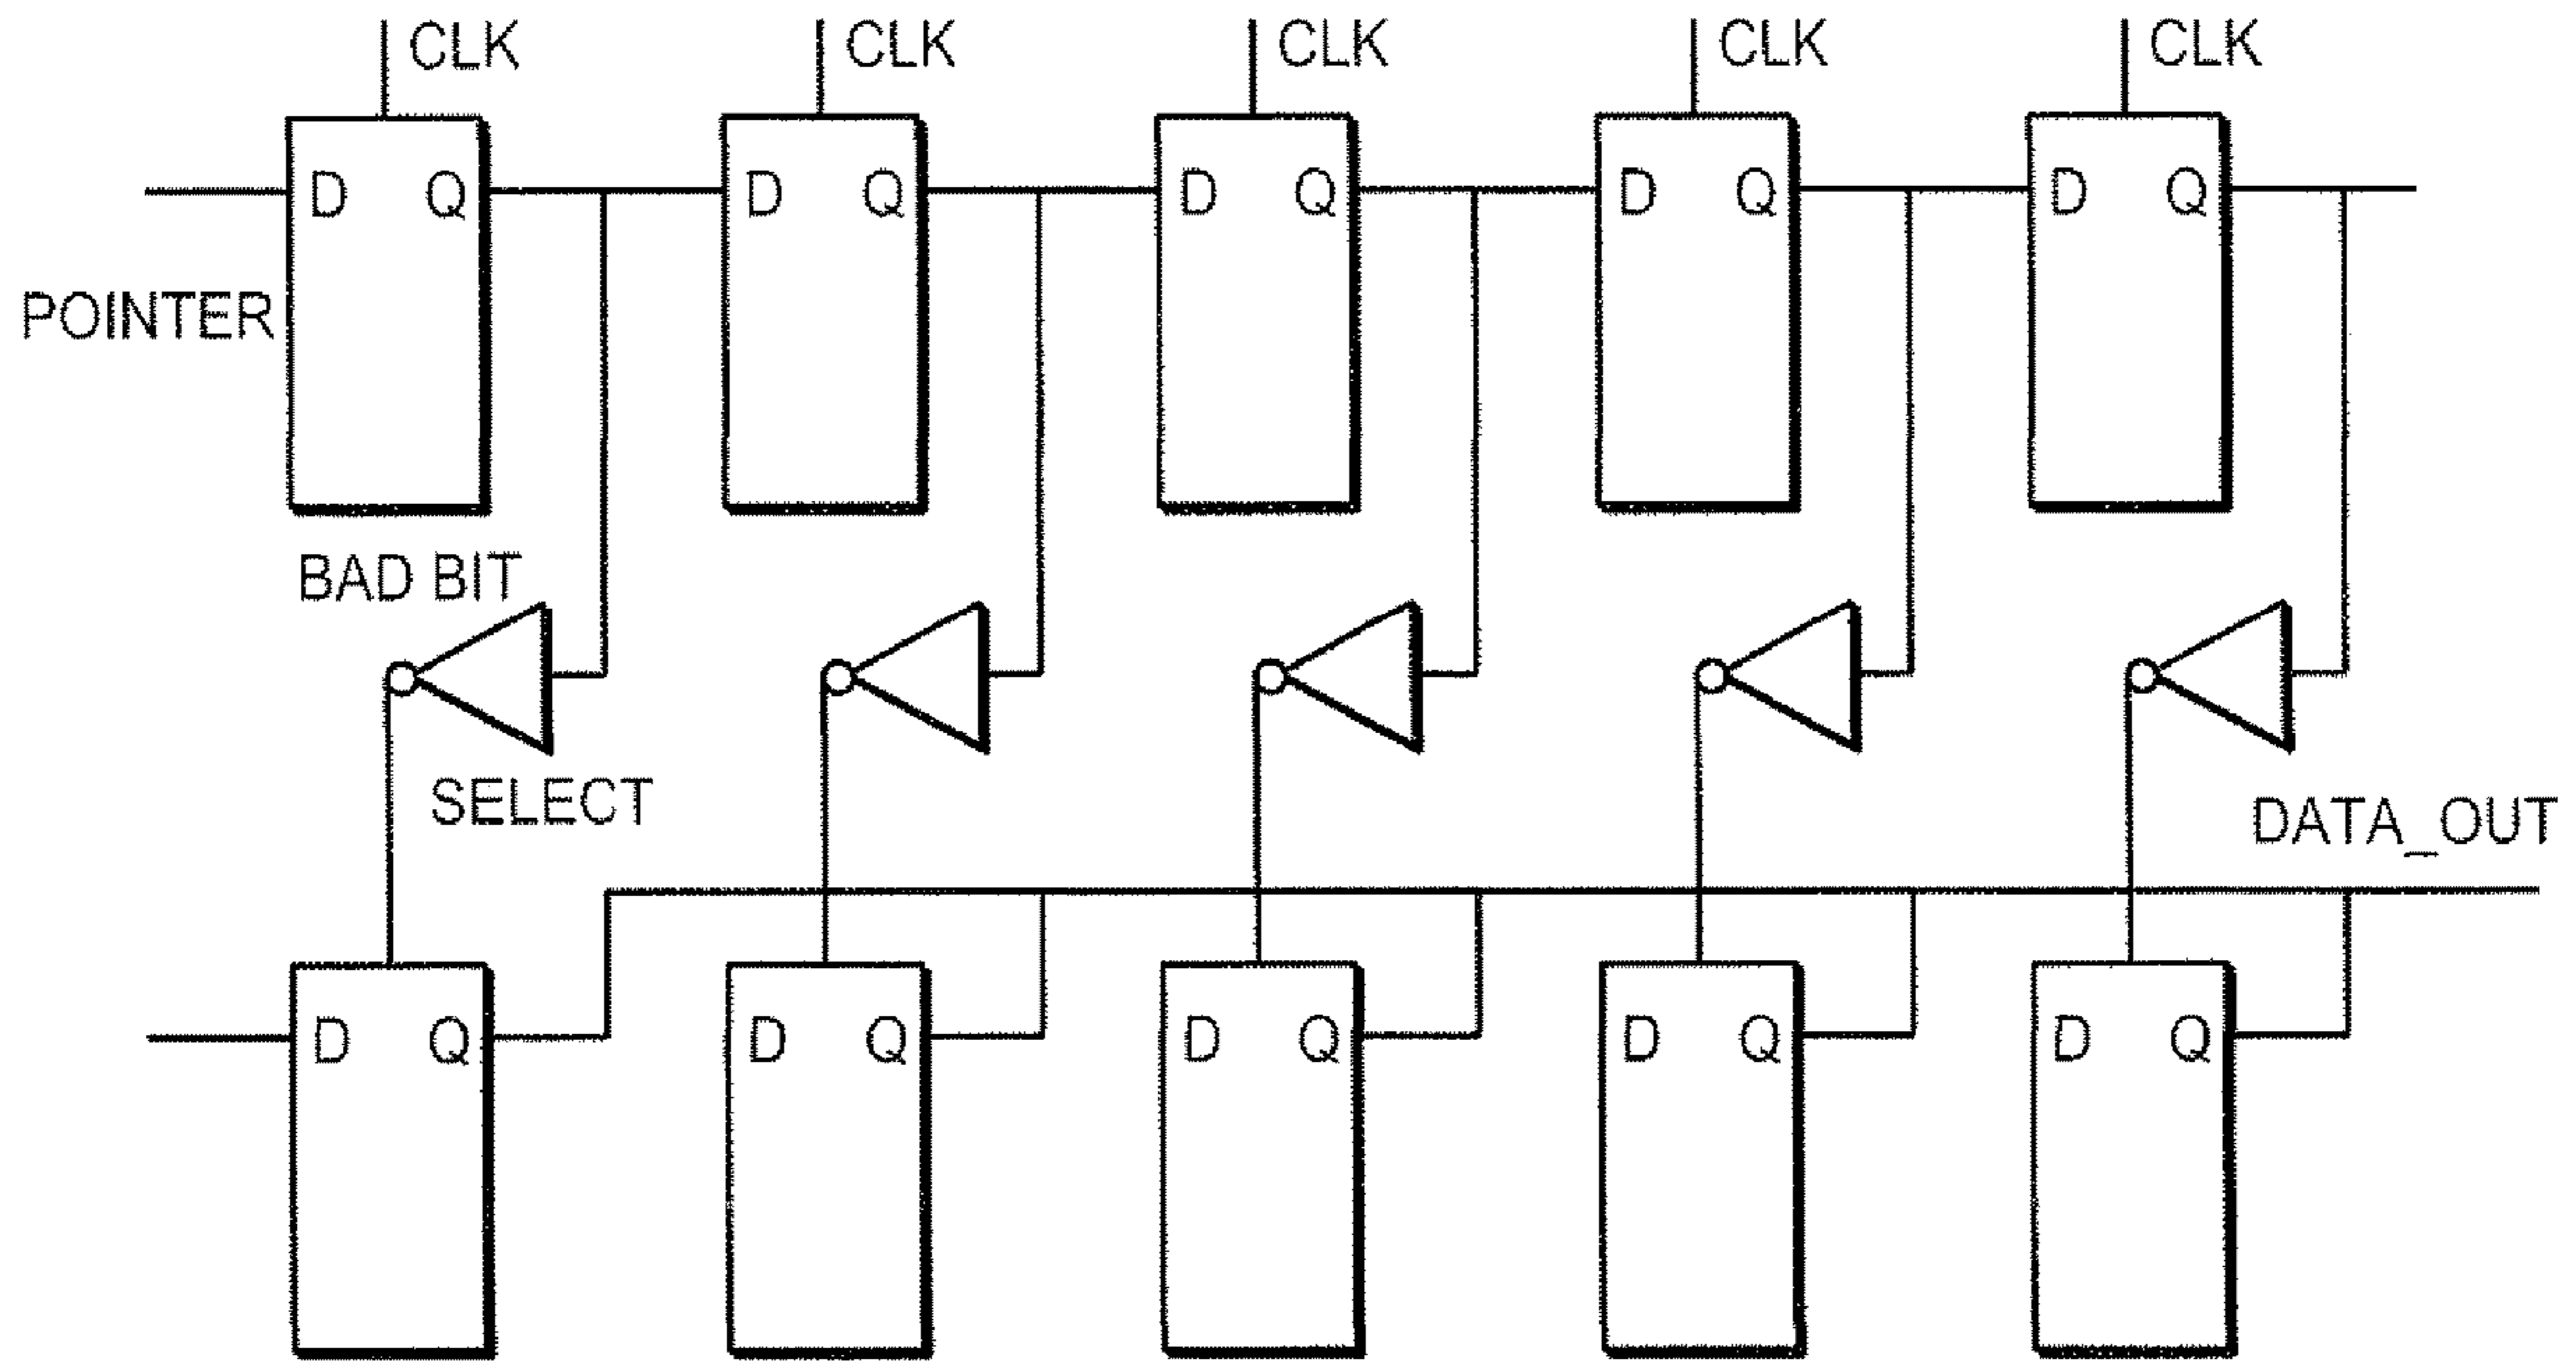 CLK CLK CLK CLK CLK
D Q D Q D Q D Q D Q
POINTER
BAD BIT
SELECT
DATA_OUT
D Q D Q D Q D Q D Q